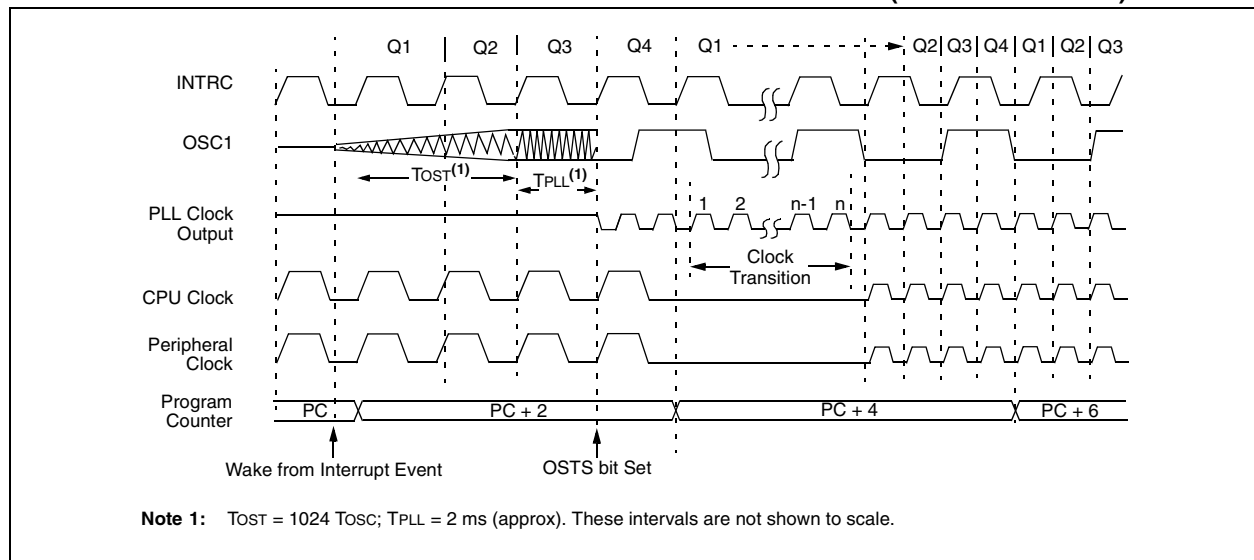 Q1 Q2 Q3 Q4 Q1 Q2 Q3 Q4 Q1 Q2 Q3
INTRC
OSC1
TOST(1) TPLL(1)
1 2 n-1 n
PLL Clock
Output
Clock
Transition
CPU Clock
Peripheral
Clock
Program
Counter
PC PC + 2 PC + 4 PC + 6
Wake from Interrupt Event OSTS bit Set
Note 1: TOST = 1024 TOSC; TPLL = 2 ms (approx). These intervals are not shown to scale.